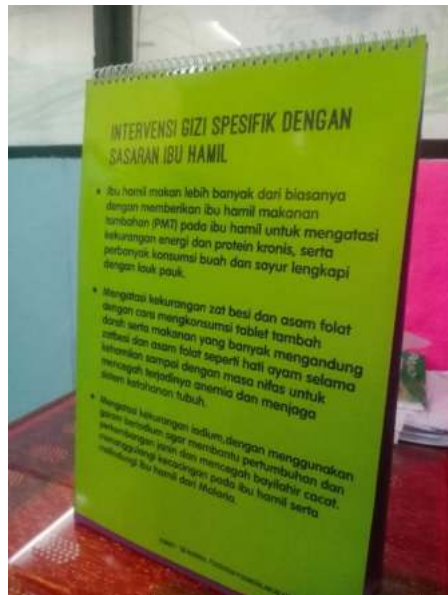 INTERVENSI GIZI SPESIFIK DENGAN
SASARAN IBU HAMIL
• Ibu hamil makan lebih banyak dari biasanya
dengan memberikan ibu hamil makanan
tambahan (PMT) pada ibu hamil untuk mengatasi
kekurangan energi dan protein kronis, serta
perbanyak konsumsi buah dan sayur lengkapi
dengan lauk pauk.
• Mengatasi kekurangan zat besi dan asam folat
dengan cara mengkonsumsi tablet tambah
darah serta makanan yang banyak mengandung
zatbesi dan asam folat seperti hati ayam selama
kehamilan sampai dengan masa nifas untuk
mencegah terjadinya anemia dan menjaga
sistem ketahanan tubuh.
• Mengatasi kekurangan iodium,dengan menggunakan
garam beriodium agar membantu pertumbuhan dan
perkembangan janin dan mencegah bayilahir cacat.
menanggulangi kecacingan pada ibu hamil serta
melindungi Ibu hamil dari Malaria.